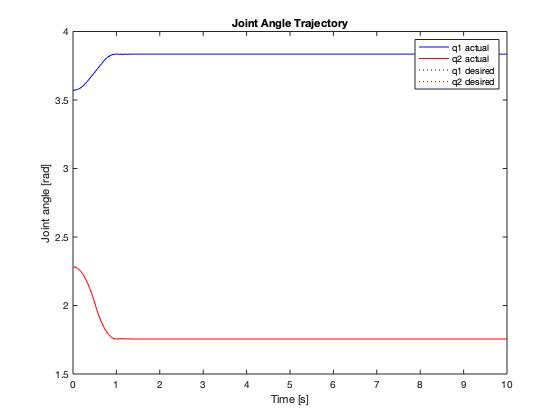 Joint Angle Trajectory
4
3.5
3
2.5
2
1.5
Joint angle [rad]
q1 actual
q2 actual
q1 desired
q2 desired
0 1 2 3 4 5 6 7 8 9 10
Time [s]